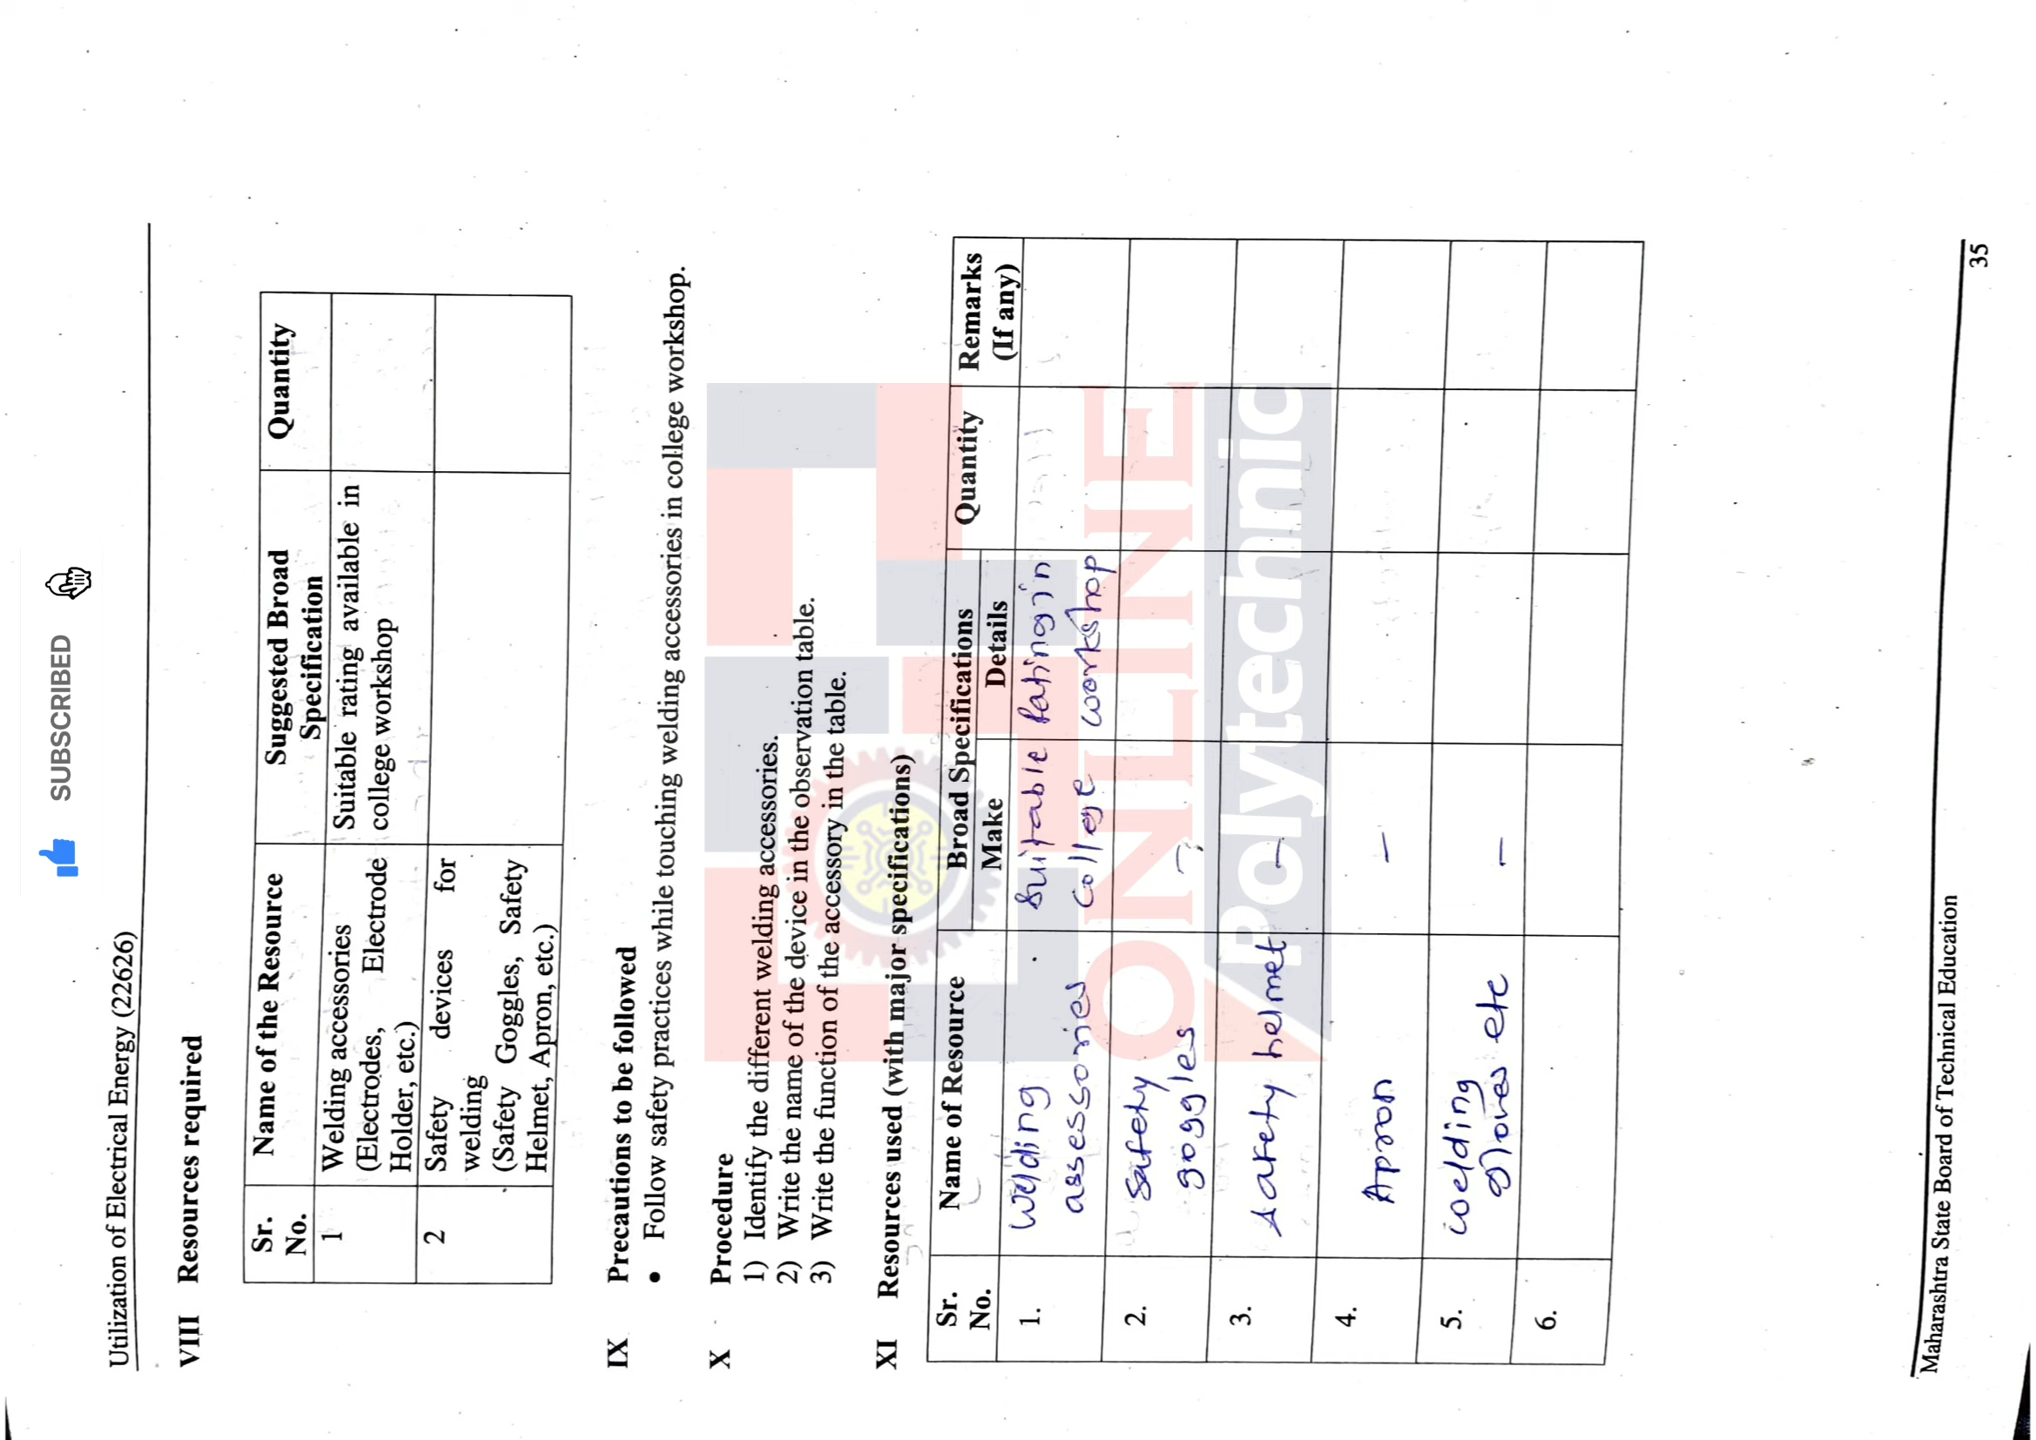 SUBSCRIBED
Utilization of Electrical Energy (22626)
VIII Resources required
Sr. No. Name of the Resource Suggested Broad Specification Quantity
1 Welding accessories (Electrodes, Electrode Holder, etc.) Suitable rating available in college workshop
2 Safety devices for welding (Safety Goggles, Safety Helmet, Apron, etc.)
IX Precautions to be followed
• Follow safety practices while touching welding accessories in college workshop.
X Procedure
1) Identify the different welding accessories.
2) Write the name of the device in the observation table.
3) Write the function of the accessory in the table.
XI Resources used (with major specifications)
Sr. No. Name of Resource Broad Specifications Quantity Remarks (If any)
Make Details
1. Welding assessories Suitable Rating in college workshop
2. Safety goggles –
3. Safety helmet –
4. Apron –
5. welding gloves etc –
6.
ONLINE
Polytechnic
Maharashtra State Board of Technical Education
35